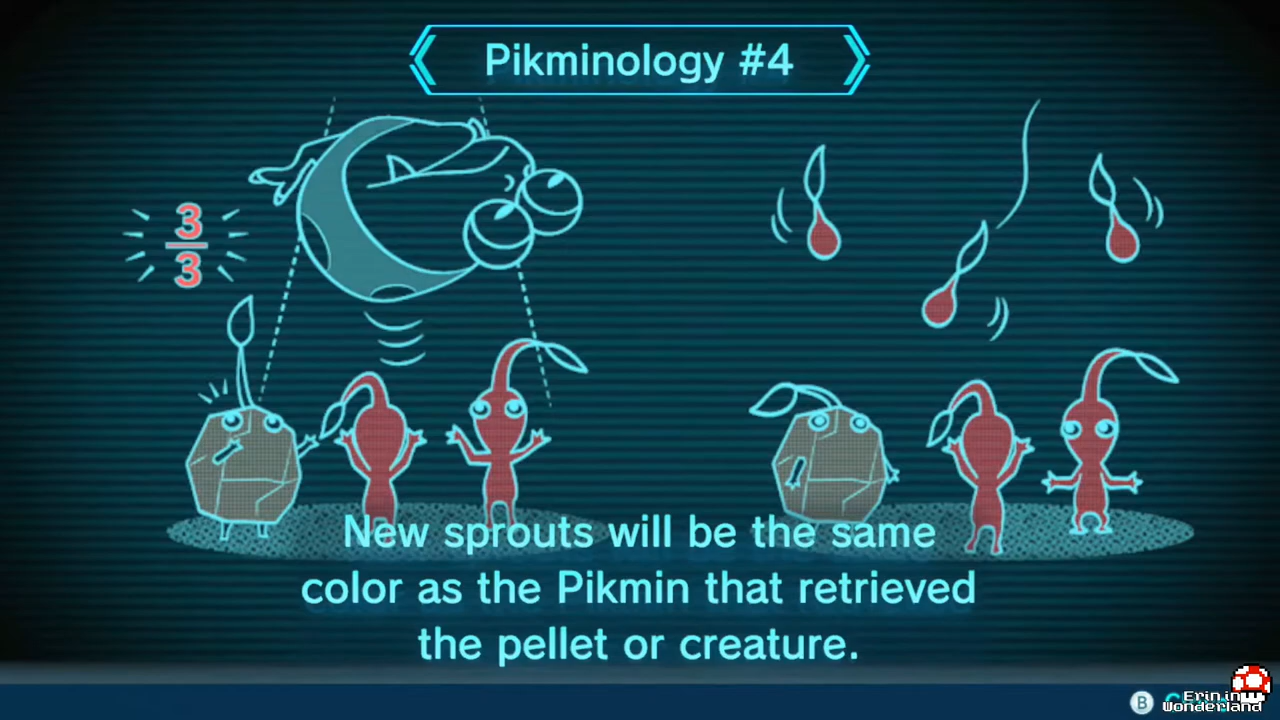 Pikminology #4
3
3
New sprouts will be the same
color as the Pikmin that retrieved
the pellet or creature.
B
Erin in
Wonderland